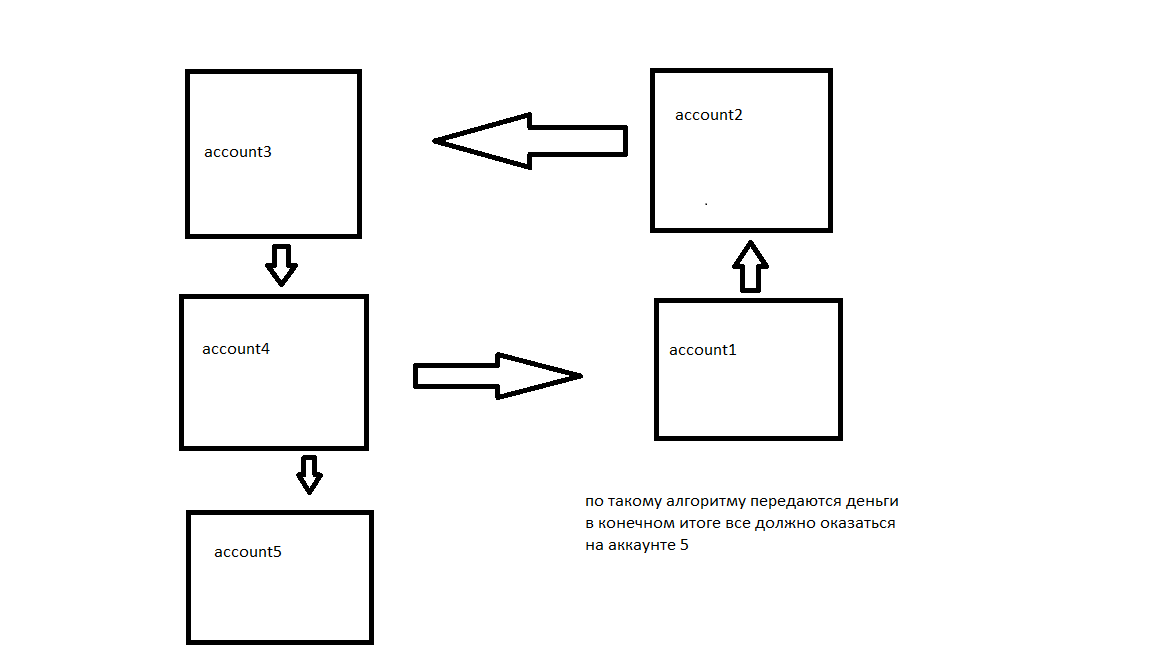 account2
account3
account4
account1
по такому алгоритму передаются деньги
в конечном итоге все должно оказаться
на аккаунте 5
account5